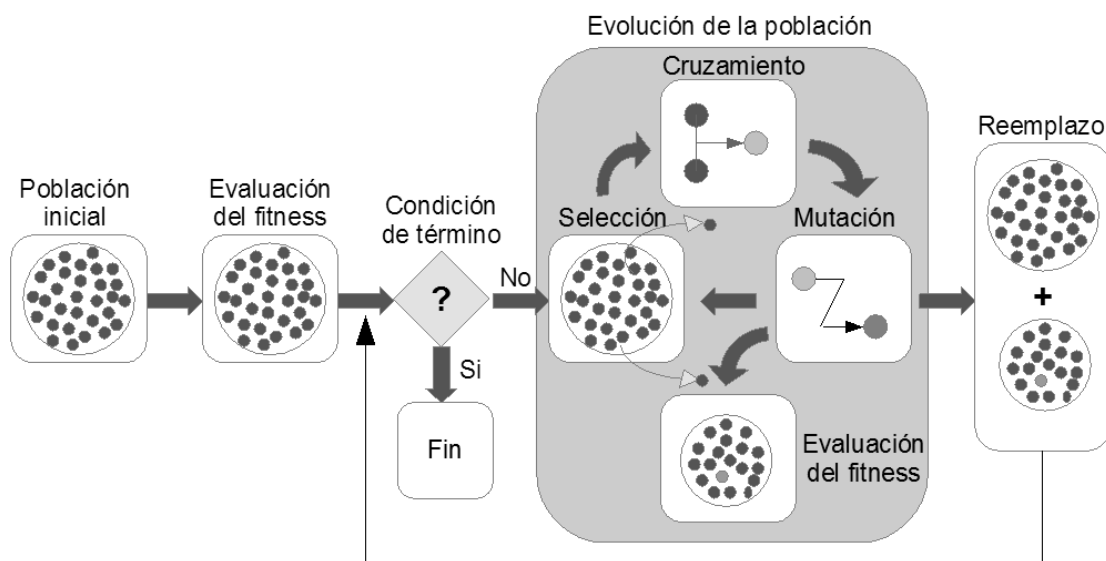 Evolución de la población
Cruzamiento
Reemplazo
Población
inicial
Evaluación
del fitness
Condición
de término
Selección
Mutación
?
No
+
Si
Fin
Evaluación
del fitness